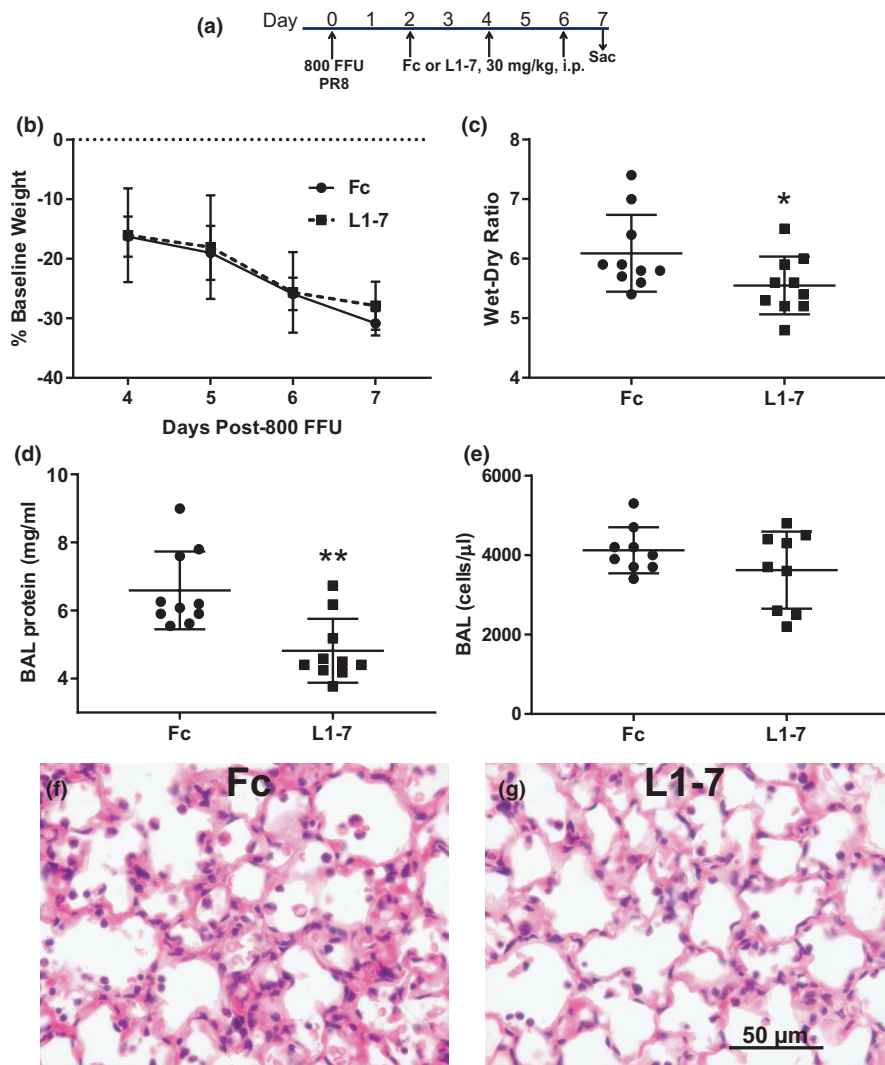 (a)
Day 0 1 2 3 4 5 6 7
800 FFU
PR8
Fc or L1-7, 30 mg/kg, i.p.
Sac
(b)
% Baseline Weight
0
-10
-20
-30
-40
Fc
L1-7
4 5 6 7
Days Post-800 FFU
(c)
Wet-Dry Ratio
8
7
6
5
4
*
Fc L1-7
(d)
BAL protein (mg/ml)
10
8
6
4
**
Fc L1-7
(e)
BAL (cells/µl)
6000
4000
2000
0
Fc L1-7
(f) Fc
(g) L1-7
50 µm